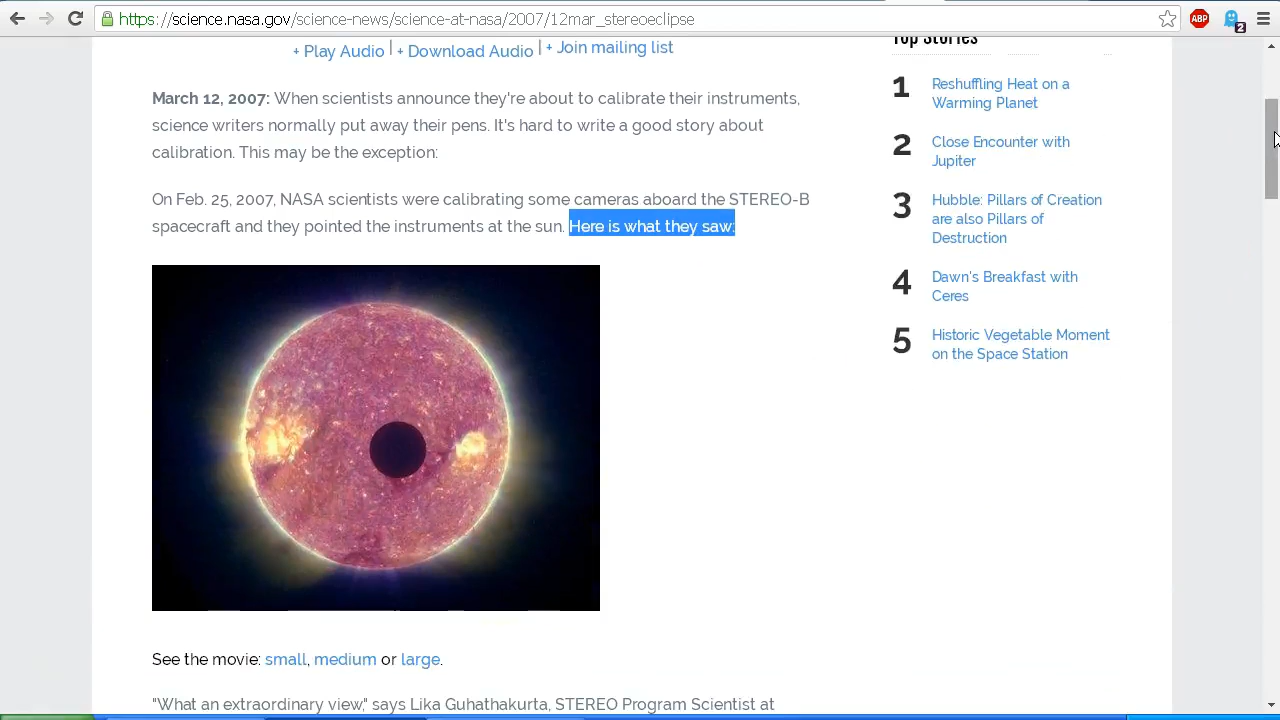 https://science.nasa.gov/science-news/science-at-nasa/2007/12mar_stereoeclipse
ABP
2
+ Play Audio | + Download Audio | + Join mailing list
March 12, 2007: When scientists announce they're about to calibrate their instruments,
science writers normally put away their pens. It's hard to write a good story about
calibration. This may be the exception:
On Feb. 25, 2007, NASA scientists were calibrating some cameras aboard the STEREO-B
spacecraft and they pointed the instruments at the sun. Here is what they saw:
See the movie: small, medium or large.
"What an extraordinary view," says Lika Guhathakurta, STEREO Program Scientist at
Top Stories
1 Reshuffling Heat on a
Warming Planet
2 Close Encounter with
Jupiter
3 Hubble: Pillars of Creation
are also Pillars of
Destruction
4 Dawn's Breakfast with
Ceres
5 Historic Vegetable Moment
on the Space Station